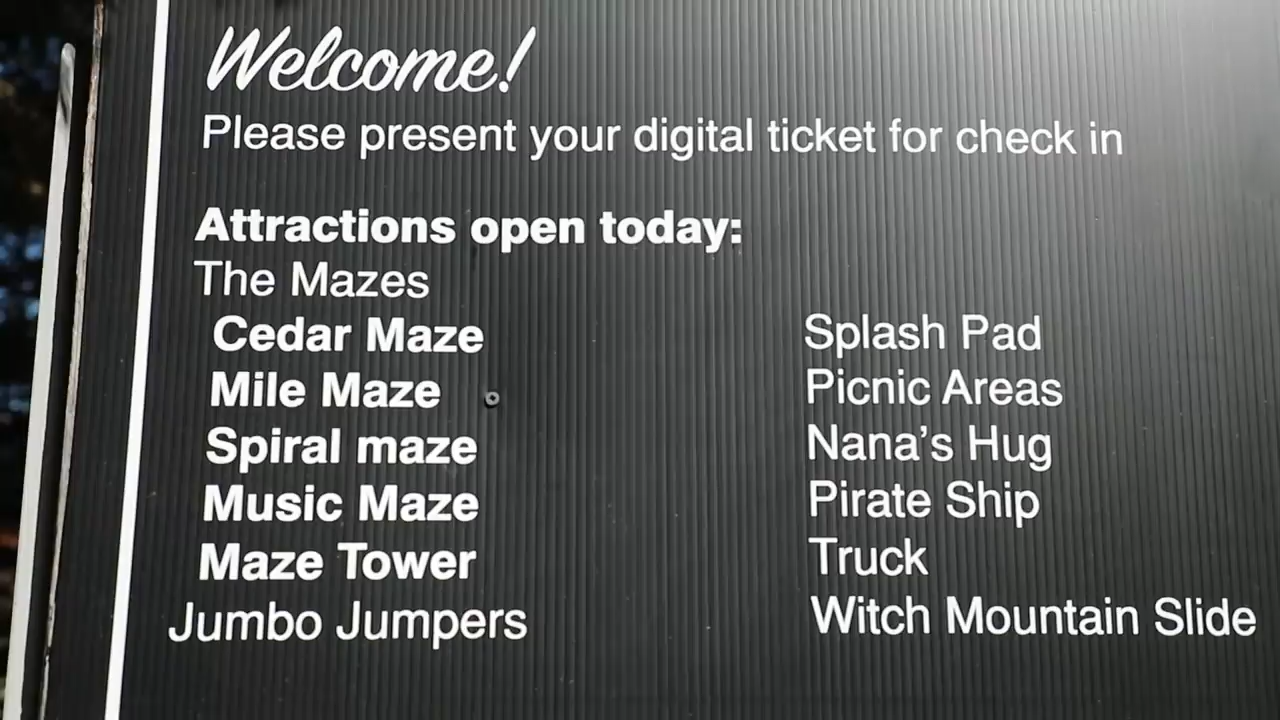 Welcome!
Please present your digital ticket for check in
Attractions open today:
The Mazes
Cedar Maze
Mile Maze
Spiral maze
Music Maze
Maze Tower
Jumbo Jumpers
Splash Pad
Picnic Areas
Nana's Hug
Pirate Ship
Truck
Witch Mountain Slide